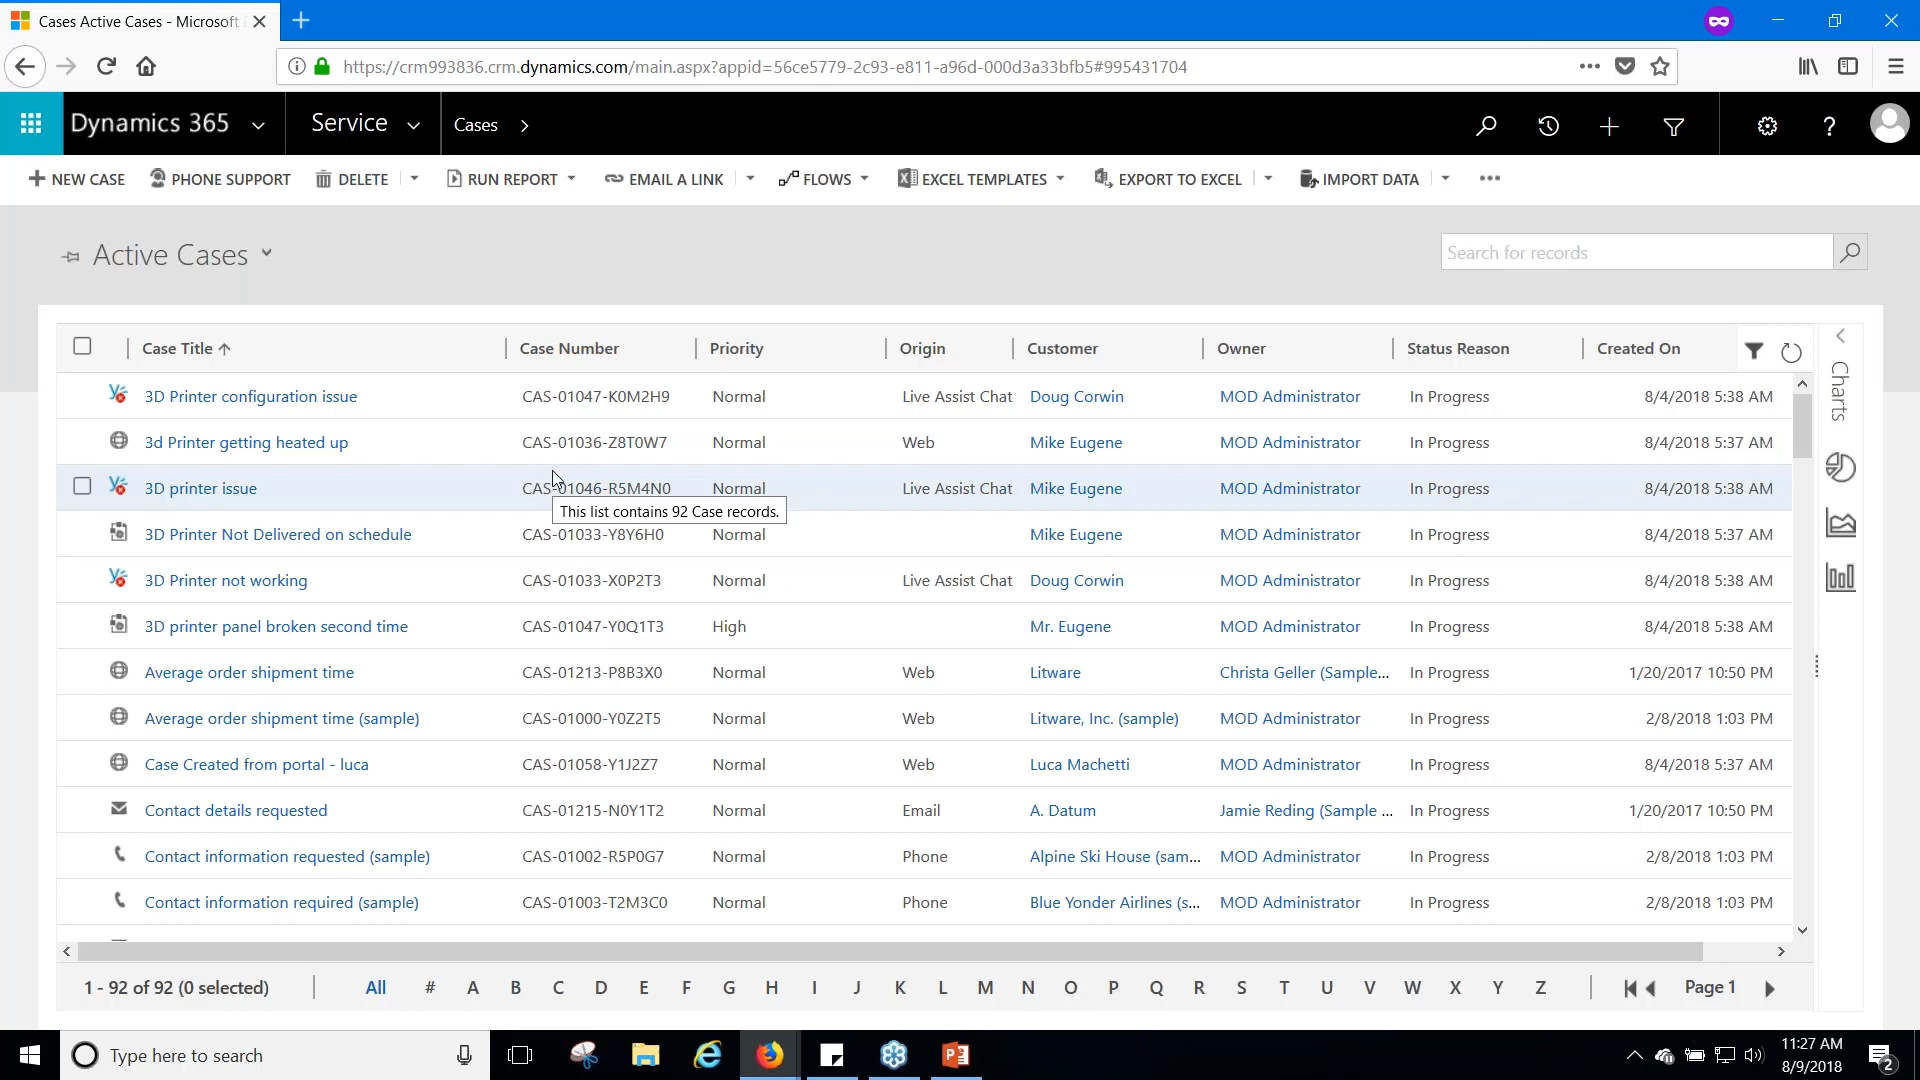 Cases Active Cases - Microsoft
https://crm993836.crm.dynamics.com/main.aspx?appid=56ce5779-2c93-e811-a96d-000d3a33bfb5#995431704
Dynamics 365 Service Cases
NEW CASE PHONE SUPPORT DELETE RUN REPORT EMAIL A LINK FLOWS EXCEL TEMPLATES EXPORT TO EXCEL IMPORT DATA
Active Cases Search for records
Case Title Case Number Priority Origin Customer Owner Status Reason Created On
3D Printer configuration issue CAS-01047-K0M2H9 Normal Live Assist Chat Doug Corwin MOD Administrator In Progress 8/4/2018 5:38 AM
3d Printer getting heated up CAS-01036-Z8T0W7 Normal Web Mike Eugene MOD Administrator In Progress 8/4/2018 5:37 AM
3D printer issue CAS-01046-R5M4N0 Normal Live Assist Chat Mike Eugene MOD Administrator In Progress 8/4/2018 5:38 AM
This list contains 92 Case records.
3D Printer Not Delivered on schedule CAS-01033-Y8Y6H0 Normal Mike Eugene MOD Administrator In Progress 8/4/2018 5:37 AM
3D Printer not working CAS-01033-X0P2T3 Normal Live Assist Chat Doug Corwin MOD Administrator In Progress 8/4/2018 5:38 AM
3D printer panel broken second time CAS-01047-Y0Q1T3 High Mr. Eugene MOD Administrator In Progress 8/4/2018 5:38 AM
Average order shipment time CAS-01213-P8B3X0 Normal Web Litware Christa Geller (Sample... In Progress 1/20/2017 10:50 PM
Average order shipment time (sample) CAS-01000-Y0Z2T5 Normal Web Litware, Inc. (sample) MOD Administrator In Progress 2/8/2018 1:03 PM
Case Created from portal - luca CAS-01058-Y1J2Z7 Normal Web Luca Machetti MOD Administrator In Progress 8/4/2018 5:37 AM
Contact details requested CAS-01215-N0Y1T2 Normal Email A. Datum Jamie Reding (Sample ... In Progress 1/20/2017 10:50 PM
Contact information requested (sample) CAS-01002-R5P0G7 Normal Phone Alpine Ski House (sam... MOD Administrator In Progress 2/8/2018 1:03 PM
Contact information required (sample) CAS-01003-T2M3C0 Normal Phone Blue Yonder Airlines (s... MOD Administrator In Progress 2/8/2018 1:03 PM
Charts
1 - 92 of 92 (0 selected) All # A B C D E F G H I J K L M N O P Q R S T U V W X Y Z Page 1
Type here to search
11:27 AM
8/9/2018
2